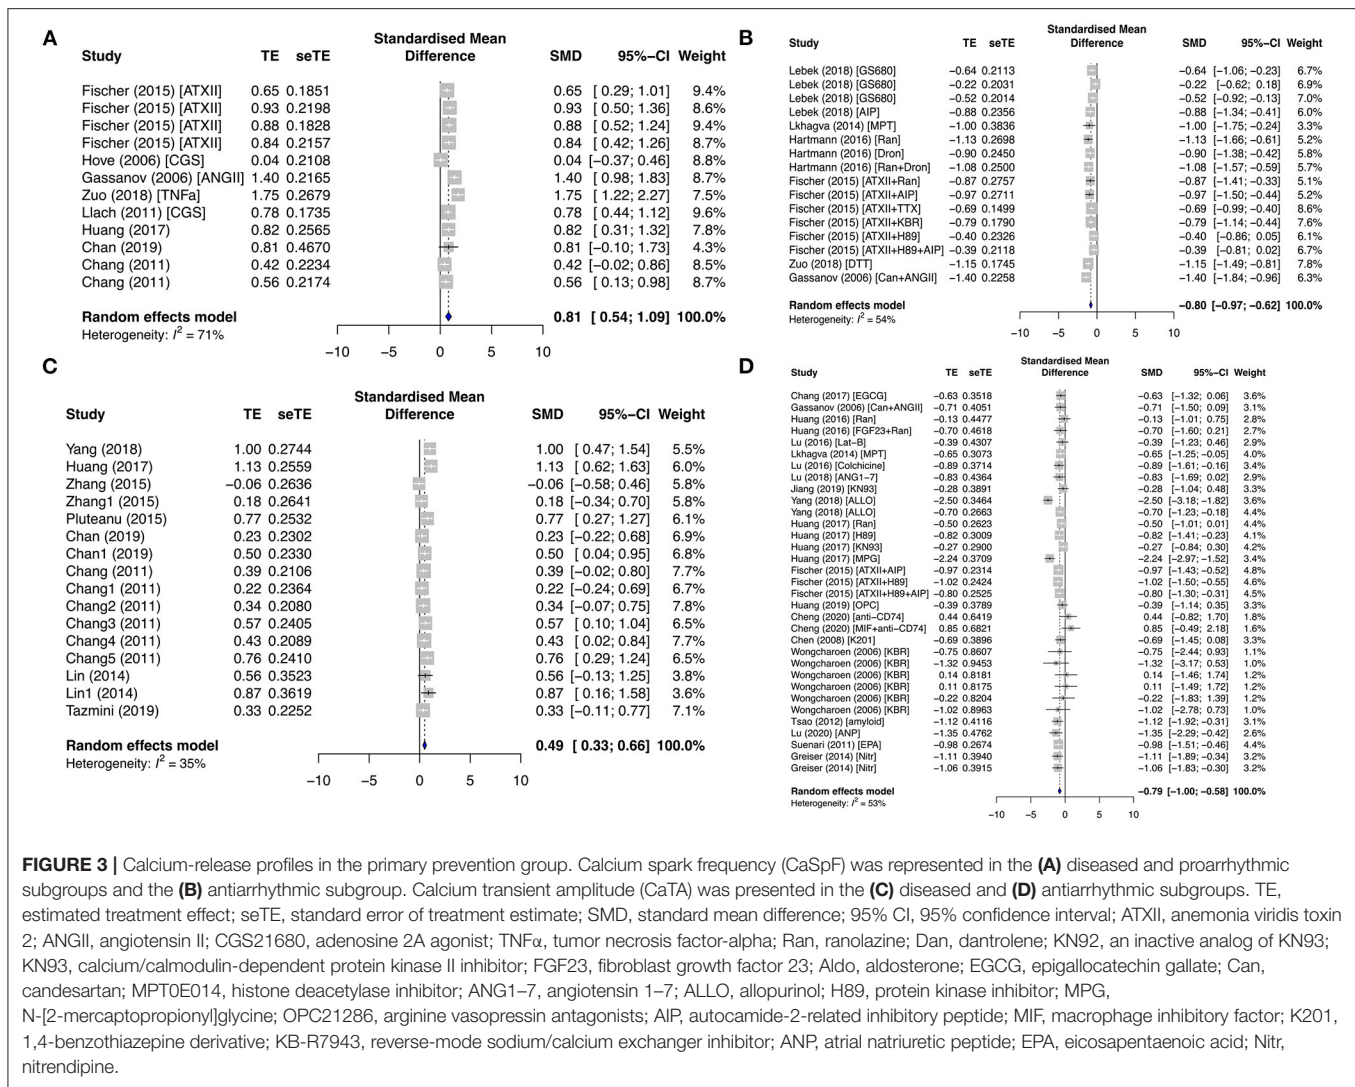 A
Standardised Mean
Study TE seTE Difference SMD 95%−CI Weight
Fischer (2015) [ATXII] 0.65 0.1851 0.65 [ 0.29; 1.01] 9.4%
Fischer (2015) [ATXII] 0.93 0.2198 0.93 [ 0.50; 1.36] 8.6%
Fischer (2015) [ATXII] 0.88 0.1828 0.88 [ 0.52; 1.24] 9.4%
Fischer (2015) [ATXII] 0.84 0.2157 0.84 [ 0.42; 1.26] 8.7%
Hove (2006) [CGS] 0.04 0.2108 0.04 [−0.37; 0.46] 8.8%
Gassanov (2006) [ANGII] 1.40 0.2165 1.40 [ 0.98; 1.83] 8.7%
Zuo (2018) [TNFa] 1.75 0.2679 1.75 [ 1.22; 2.27] 7.5%
Llach (2011) [CGS] 0.78 0.1735 0.78 [ 0.44; 1.12] 9.6%
Huang (2017) 0.82 0.2565 0.82 [ 0.31; 1.32] 7.8%
Chan (2019) 0.81 0.4670 0.81 [−0.10; 1.73] 4.3%
Chang (2011) 0.42 0.2234 0.42 [−0.02; 0.86] 8.5%
Chang (2011) 0.56 0.2174 0.56 [ 0.13; 0.98] 8.7%
Random effects model 0.81 [ 0.54; 1.09] 100.0%
Heterogeneity: I² = 71%
−10 −5 0 5 10
B
Standardised Mean
Study TE seTE Difference SMD 95%−CI Weight
Lebek (2018) [GS680] −0.64 0.2113 −0.64 [−1.06; −0.23] 6.7%
Lebek (2018) [GS680] −0.22 0.2031 −0.22 [−0.62; 0.18] 6.9%
Lebek (2018) [GS680] −0.52 0.2014 −0.52 [−0.92; −0.13] 7.0%
Lebek (2018) [AIP] −0.88 0.2356 −0.88 [−1.34; −0.41] 6.0%
Lkhagva (2014) [MPT] −1.00 0.3836 −1.00 [−1.75; −0.24] 3.3%
Hartmann (2016) [Ran] −1.13 0.2698 −1.13 [−1.66; −0.61] 5.2%
Hartmann (2016) [Dron] −0.90 0.2450 −0.90 [−1.38; −0.42] 5.8%
Hartmann (2016) [Ran+Dron] −1.08 0.2500 −1.08 [−1.57; −0.59] 5.7%
Fischer (2015) [ATXII+Ran] −0.87 0.2757 −0.87 [−1.41; −0.33] 5.1%
Fischer (2015) [ATXII+AIP] −0.97 0.2711 −0.97 [−1.50; −0.44] 5.2%
Fischer (2015) [ATXII+TTX] −0.69 0.1499 −0.69 [−0.99; −0.40] 8.6%
Fischer (2015) [ATXII+KBR] −0.79 0.1790 −0.79 [−1.14; −0.44] 7.6%
Fischer (2015) [ATXII+H89] −0.40 0.2326 −0.40 [−0.86; 0.05] 6.1%
Fischer (2015) [ATXII+H89+AIP] −0.39 0.2118 −0.39 [−0.81; 0.02] 6.7%
Zuo (2018) [DTT] −1.15 0.1745 −1.15 [−1.49; −0.81] 7.8%
Gassanov (2006) [Can+ANGII] −1.40 0.2258 −1.40 [−1.84; −0.96] 6.3%
Random effects model −0.80 [−0.97; −0.62] 100.0%
Heterogeneity: I² = 54%
−10 −5 0 5 10
C
Standardised Mean
Study TE seTE Difference SMD 95%−CI Weight
Yang (2018) 1.00 0.2744 1.00 [ 0.47; 1.54] 5.5%
Huang (2017) 1.13 0.2559 1.13 [ 0.62; 1.63] 6.0%
Zhang (2015) −0.06 0.2636 −0.06 [−0.58; 0.46] 5.8%
Zhang1 (2015) 0.18 0.2641 0.18 [−0.34; 0.70] 5.8%
Pluteanu (2015) 0.77 0.2532 0.77 [ 0.27; 1.27] 6.1%
Chan (2019) 0.23 0.2302 0.23 [−0.22; 0.68] 6.9%
Chan1 (2019) 0.50 0.2330 0.50 [ 0.04; 0.95] 6.8%
Chang (2011) 0.39 0.2106 0.39 [−0.02; 0.80] 7.7%
Chang1 (2011) 0.22 0.2364 0.22 [−0.24; 0.69] 6.7%
Chang2 (2011) 0.34 0.2080 0.34 [−0.07; 0.75] 7.8%
Chang3 (2011) 0.57 0.2405 0.57 [ 0.10; 1.04] 6.5%
Chang4 (2011) 0.43 0.2089 0.43 [ 0.02; 0.84] 7.7%
Chang5 (2011) 0.76 0.2410 0.76 [ 0.29; 1.24] 6.5%
Lin (2014) 0.56 0.3523 0.56 [−0.13; 1.25] 3.8%
Lin1 (2014) 0.87 0.3619 0.87 [ 0.16; 1.58] 3.6%
Tazmini (2019) 0.33 0.2252 0.33 [−0.11; 0.77] 7.1%
Random effects model 0.49 [ 0.33; 0.66] 100.0%
Heterogeneity: I² = 35%
−10 −5 0 5 10
D
Standardised Mean
Study TE seTE Difference SMD 95%−CI Weight
Chang (2017) [EGCG] −0.63 0.3518 −0.63 [−1.32; 0.06] 3.6%
Gassanov (2006) [Can+ANGII] −0.71 0.4051 −0.71 [−1.50; 0.09] 3.1%
Huang (2016) [Ran] −0.13 0.4477 −0.13 [−1.01; 0.75] 2.8%
Huang (2016) [FGF23+Ran] −0.70 0.4618 −0.70 [−1.60; 0.21] 2.7%
Lu (2016) [Lat−B] −0.39 0.4307 −0.39 [−1.23; 0.46] 2.9%
Lkhagva (2014) [MPT] −0.65 0.3073 −0.65 [−1.25; −0.05] 4.0%
Lu (2016) [Colchicine] −0.89 0.3714 −0.89 [−1.61; −0.16] 3.4%
Lu (2018) [ANG1−7] −0.83 0.4364 −0.83 [−1.69; 0.02] 2.9%
Jiang (2019) [KN93] −0.28 0.3891 −0.28 [−1.04; 0.48] 3.2%
Yang (2018) [ALLO] −2.50 0.3464 −2.50 [−3.18; −1.82] 3.6%
Yang (2018) [ALLO] −0.70 0.2663 −0.70 [−1.23; −0.18] 4.4%
Huang (2017) [Ran] −0.50 0.2623 −0.50 [−1.01; 0.01] 4.4%
Huang (2017) [H89] −0.82 0.3009 −0.82 [−1.41; −0.23] 4.1%
Huang (2017) [KN93] −0.27 0.2900 −0.27 [−0.84; 0.30] 4.2%
Huang (2017) [MPG] −2.24 0.3709 −2.24 [−2.97; −1.52] 3.4%
Fischer (2015) [ATXII+AIP] −0.97 0.2314 −0.97 [−1.43; −0.52] 4.8%
Fischer (2015) [ATXII+H89] −1.02 0.2424 −1.02 [−1.50; −0.55] 4.6%
Fischer (2015) [ATXII+H89+AIP] −0.80 0.2525 −0.80 [−1.30; −0.31] 4.5%
Huang (2019) [OPC] −0.39 0.3789 −0.39 [−1.14; 0.35] 3.3%
Cheng (2020) [anti−CD74] 0.44 0.6419 0.44 [−0.82; 1.70] 1.8%
Cheng (2020) [MIF+anti−CD74] 0.85 0.6821 0.85 [−0.49; 2.18] 1.6%
Chen (2008) [K201] −0.69 0.3896 −0.69 [−1.45; 0.08] 3.2%
Wongcharoen (2006) [KBR] −0.75 0.8607 −0.75 [−2.44; 0.93] 1.1%
Wongcharoen (2006) [KBR] −1.32 0.9453 −1.32 [−3.17; 0.53] 1.0%
Wongcharoen (2006) [KBR] 0.14 0.8181 0.14 [−1.46; 1.74] 1.2%
Wongcharoen (2006) [KBR] 0.11 0.8175 0.11 [−1.49; 1.72] 1.2%
Wongcharoen (2006) [KBR] −0.22 0.8204 −0.22 [−1.83; 1.39] 1.2%
Wongcharoen (2006) [KBR] −1.02 0.8963 −1.02 [−2.78; 0.73] 1.0%
Tsao (2012) [amyloid] −1.12 0.4116 −1.12 [−1.92; −0.31] 3.1%
Lu (2020) [ANP] −1.35 0.4762 −1.35 [−2.29; −0.42] 2.6%
Suenari (2011) [EPA] −0.98 0.2674 −0.98 [−1.51; −0.46] 4.4%
Greiser (2014) [Nitr] −1.11 0.3940 −1.11 [−1.89; −0.34] 3.2%
Greiser (2014) [Nitr] −1.06 0.3915 −1.06 [−1.83; −0.30] 3.2%
Random effects model −0.79 [−1.00; −0.58] 100.0%
Heterogeneity: I² = 53%
−10 −5 0 5 10
FIGURE 3 | Calcium-release profiles in the primary prevention group. Calcium spark frequency (CaSpF) was represented in the (A) diseased and proarrhythmic
subgroups and the (B) antiarrhythmic subgroup. Calcium transient amplitude (CaTA) was presented in the (C) diseased and (D) antiarrhythmic subgroups. TE,
estimated treatment effect; seTE, standard error of treatment estimate; SMD, standard mean difference; 95% CI, 95% confidence interval; ATXII, anemonia viridis toxin
2; ANGII, angiotensin II; CGS21680, adenosine 2A agonist; TNFα, tumor necrosis factor-alpha; Ran, ranolazine; Dan, dantrolene; KN92, an inactive analog of KN93;
KN93, calcium/calmodulin-dependent protein kinase II inhibitor; FGF23, fibroblast growth factor 23; Aldo, aldosterone; EGCG, epigallocatechin gallate; Can,
candesartan; MPT0E014, histone deacetylase inhibitor; ANG1–7, angiotensin 1–7; ALLO, allopurinol; H89, protein kinase inhibitor; MPG,
N-[2-mercaptopropionyl]glycine; OPC21286, arginine vasopressin antagonists; AIP, autocamide-2-related inhibitory peptide; MIF, macrophage inhibitory factor; K201,
1,4-benzothiazepine derivative; KB-R7943, reverse-mode sodium/calcium exchanger inhibitor; ANP, atrial natriuretic peptide; EPA, eicosapentaenoic acid; Nitr,
nitrendipine.